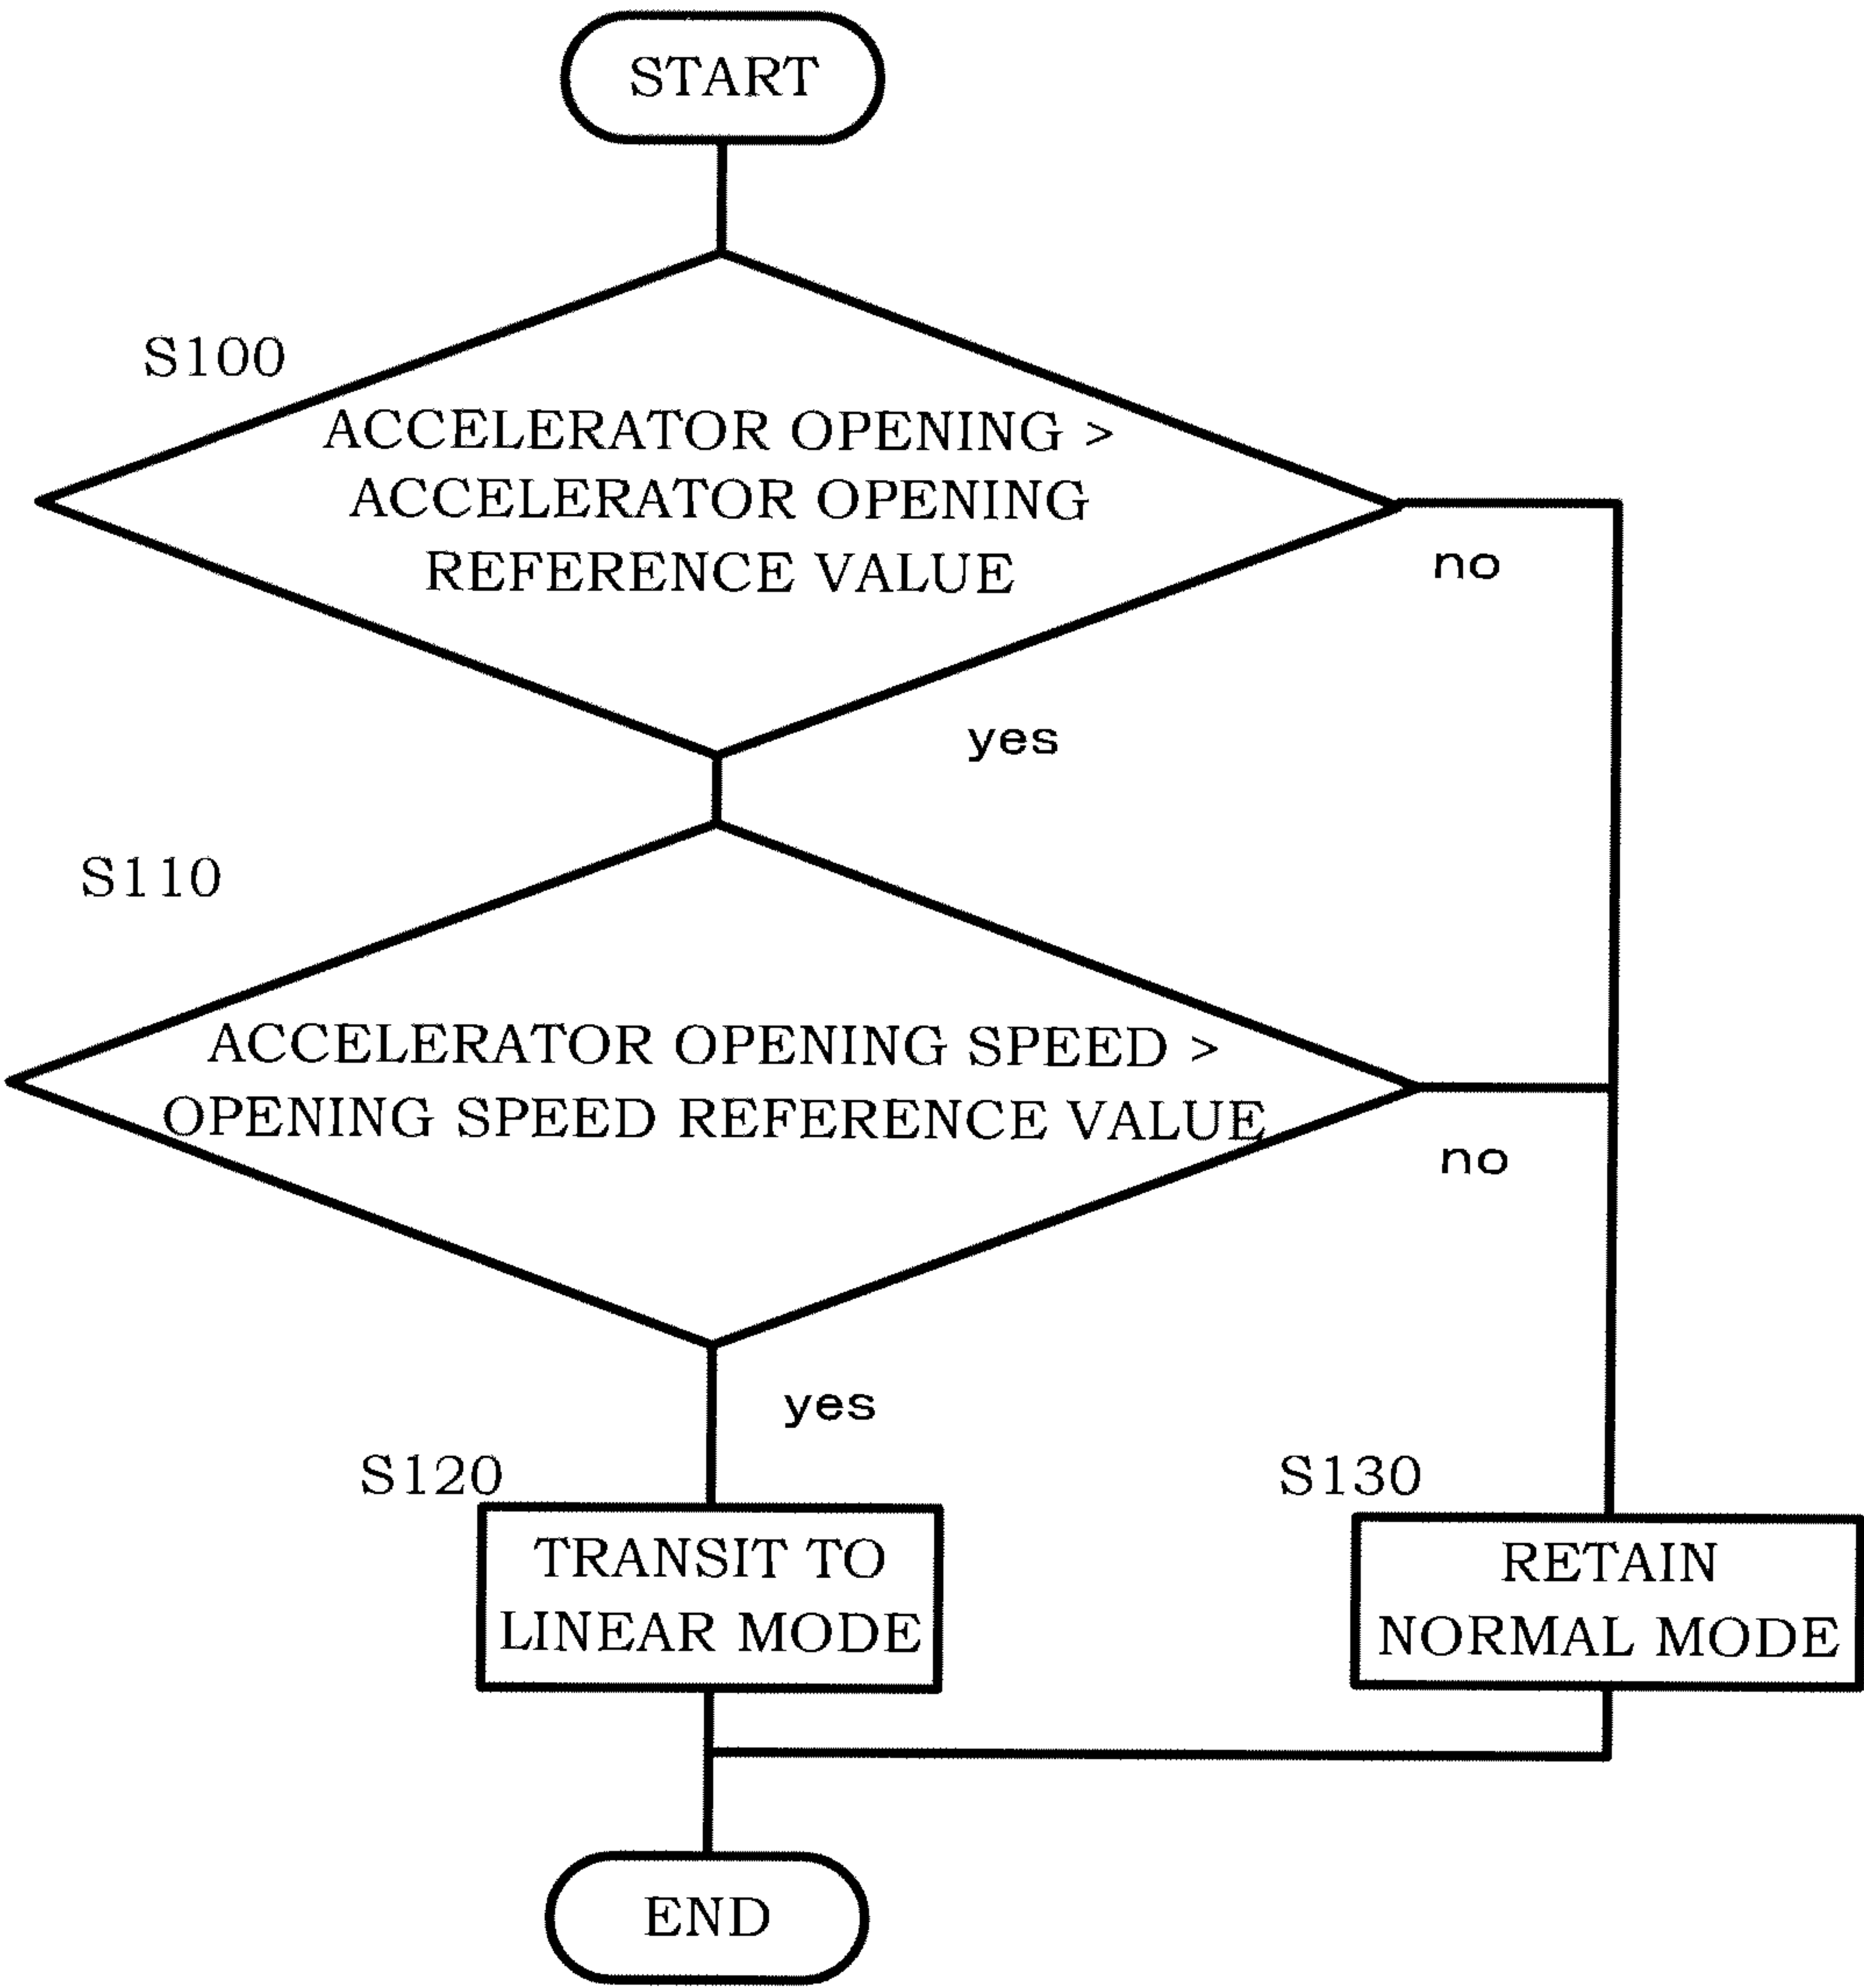 START
S100
ACCELERATOR OPENING >
ACCELERATOR OPENING
REFERENCE VALUE
no
yes
S110
ACCELERATOR OPENING SPEED >
OPENING SPEED REFERENCE VALUE
no
yes
S120
S130
TRANSIT TO
LINEAR MODE
RETAIN
NORMAL MODE
END